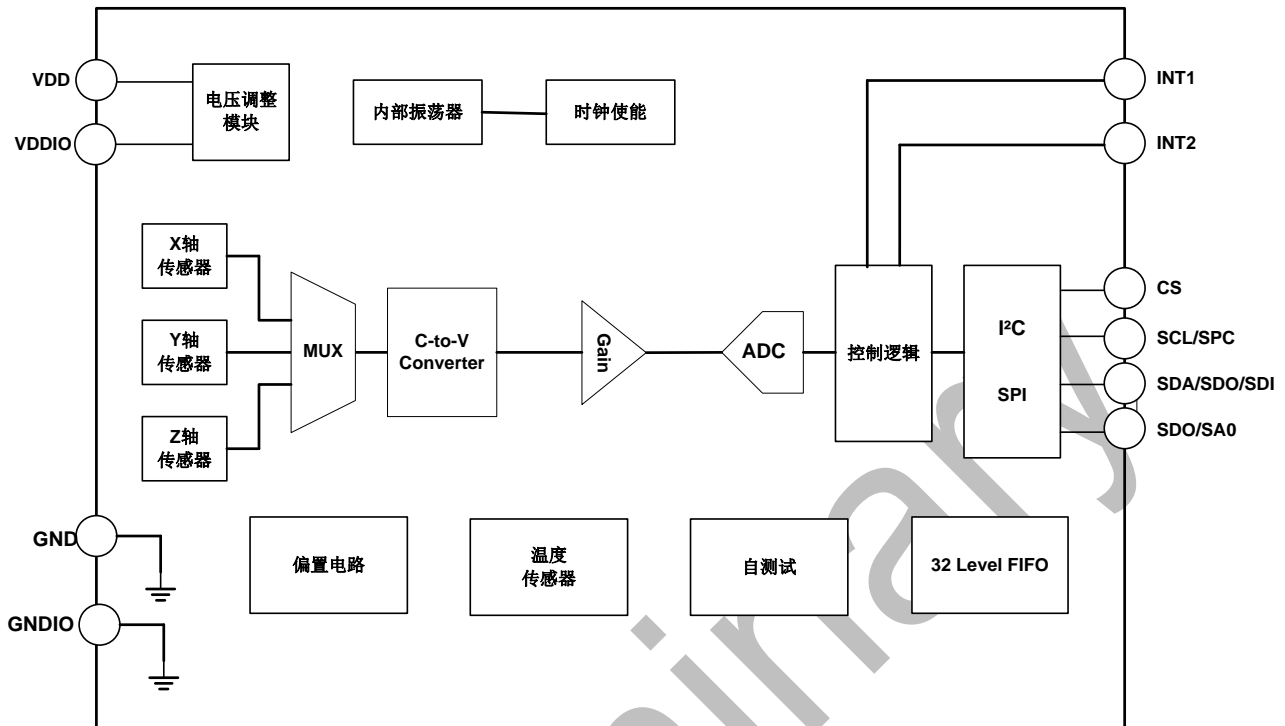 VDD
VDDIO
电压调整
模块
内部振荡器
时钟使能
INT1
INT2
X轴
传感器
Y轴
传感器
Z轴
传感器
MUX
C-to-V
Converter
Gain
ADC
控制逻辑
I²C
SPI
CS
SCL/SPC
SDA/SDO/SDI
SDO/SA0
GND
GNDIO
偏置电路
温度
传感器
自测试
32 Level FIFO